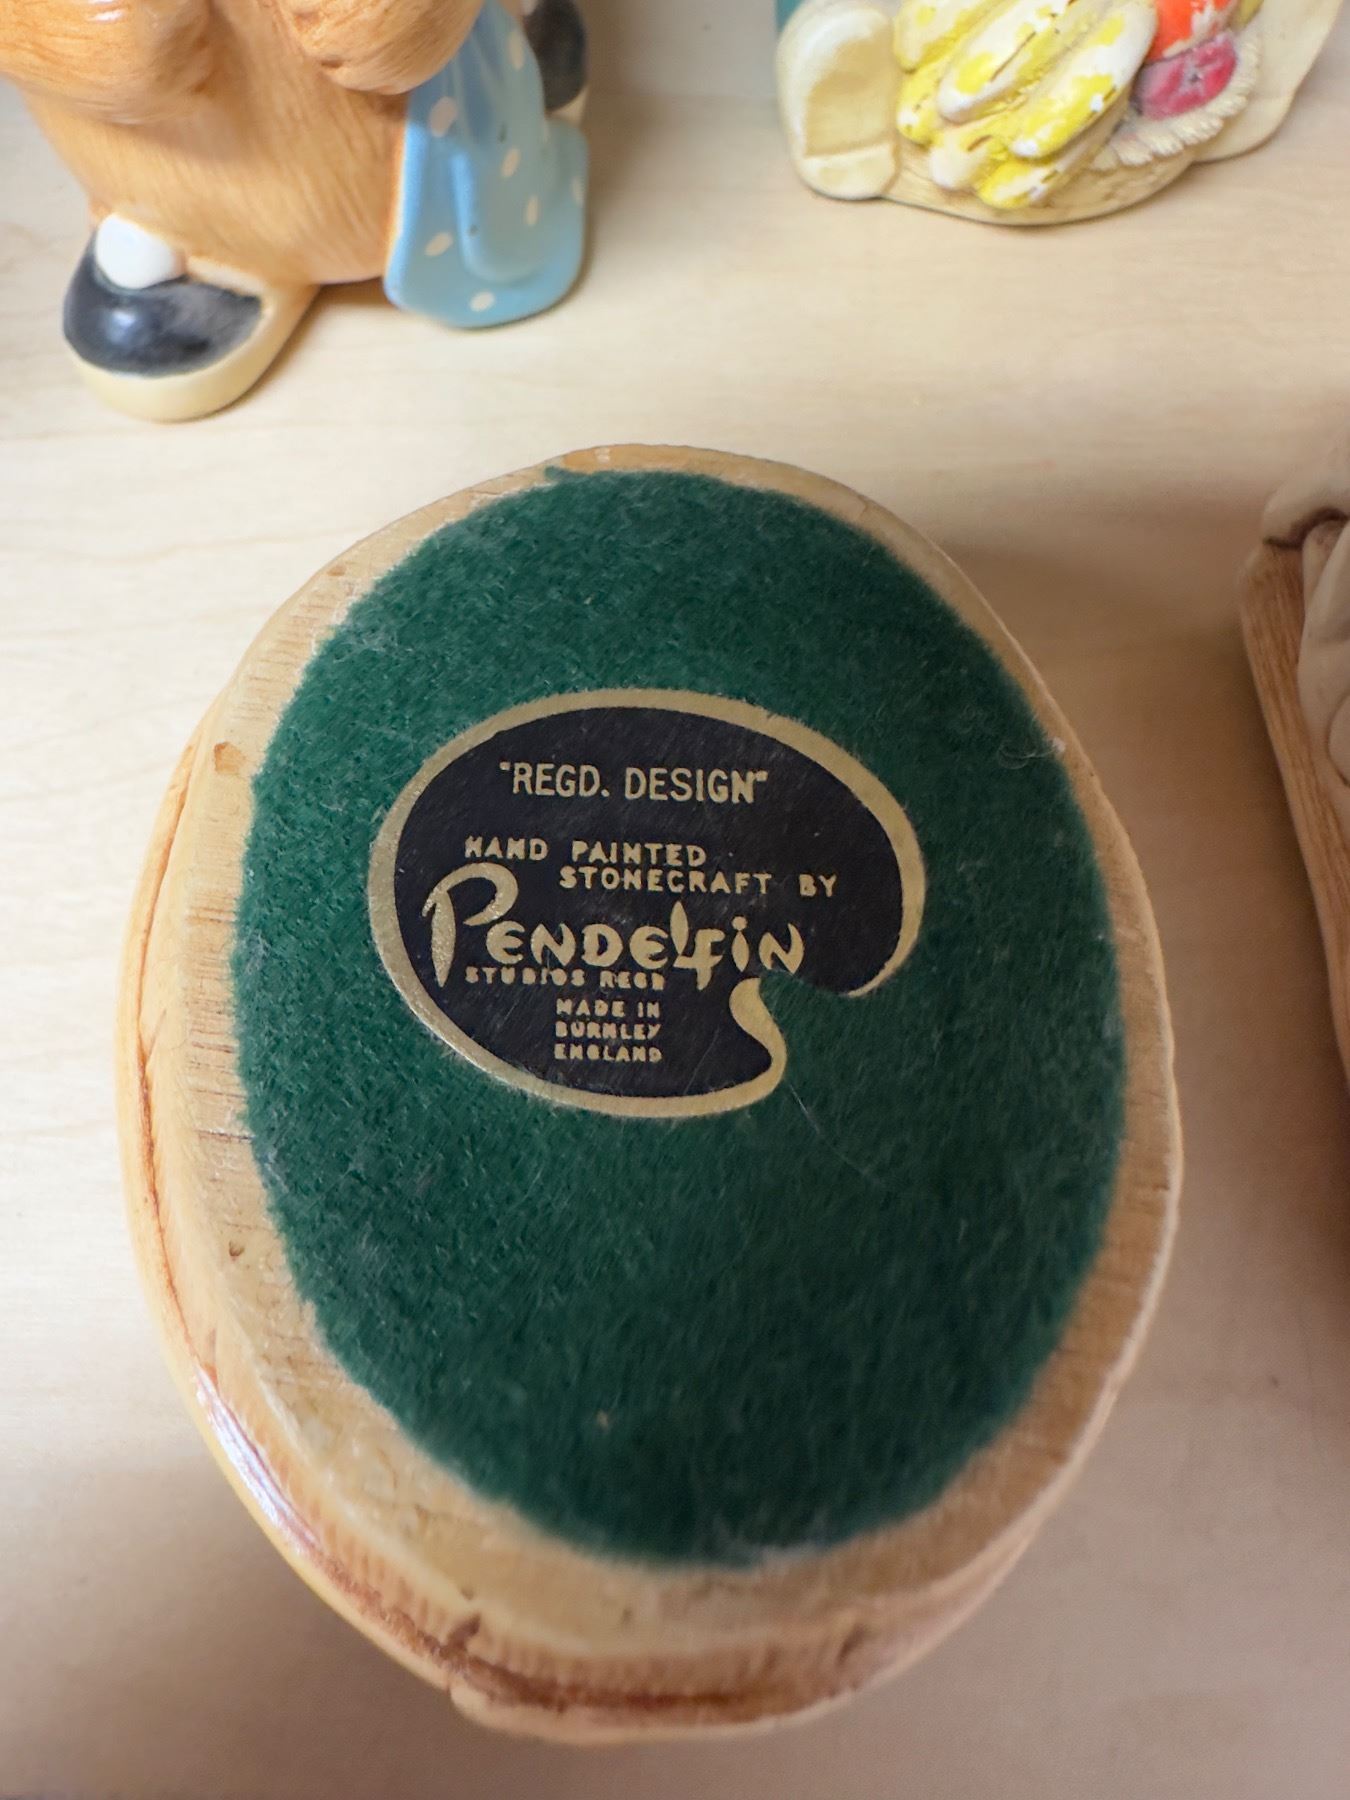 "REGD. DESIGN"
HAND PAINTED
STONECRAFT BY
PENDELFIN
STUDIOS REGD
MADE IN
BURNLEY
ENGLAND